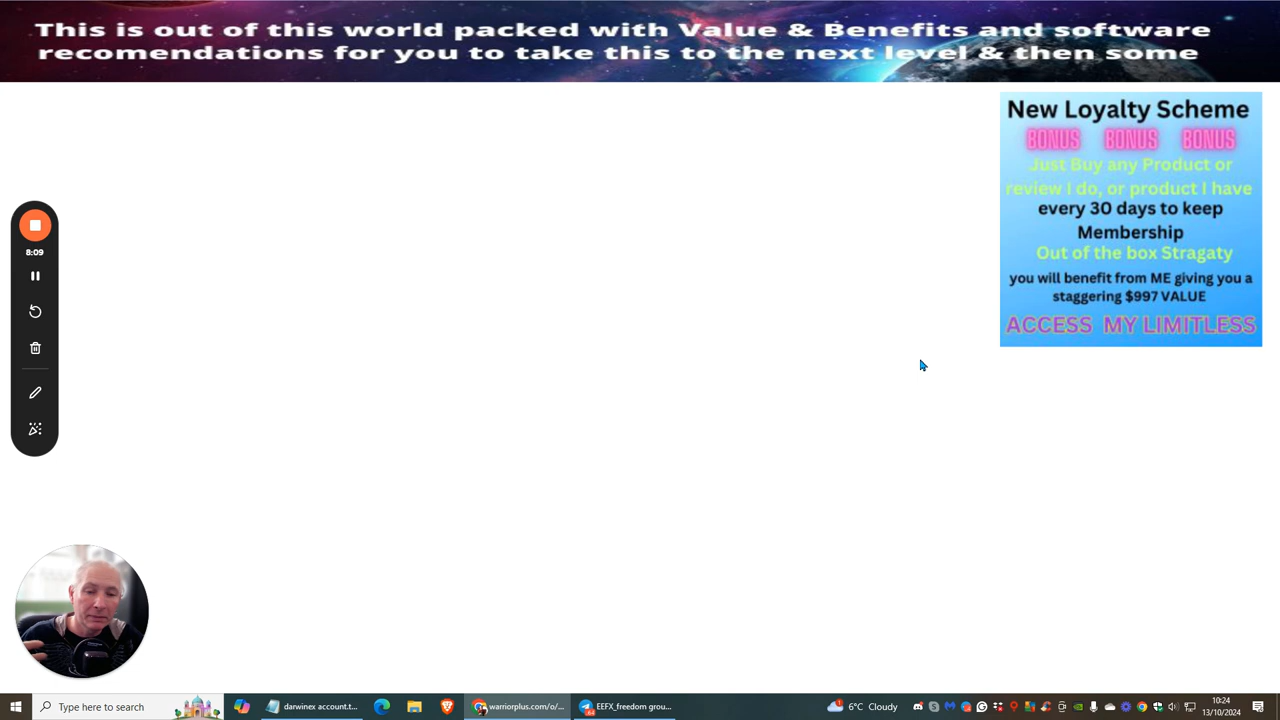 This is out of this world packed with Value & Benefits and software
recomendations for you to take this to the next level & then some
New Loyalty Scheme
BONUS BONUS BONUS
Just Buy any Product or
review I do, or product I have
every 30 days to keep
Membership
Out of the box Stragaty
you will benefit from ME giving you a
staggering $997 VALUE
ACCESS MY LIMITLESS
8:09
Type here to search
darwinex account.t...
warriorplus.com/o/...
EEFX_freedom grou...
6°C Cloudy
10:24
13/10/2024